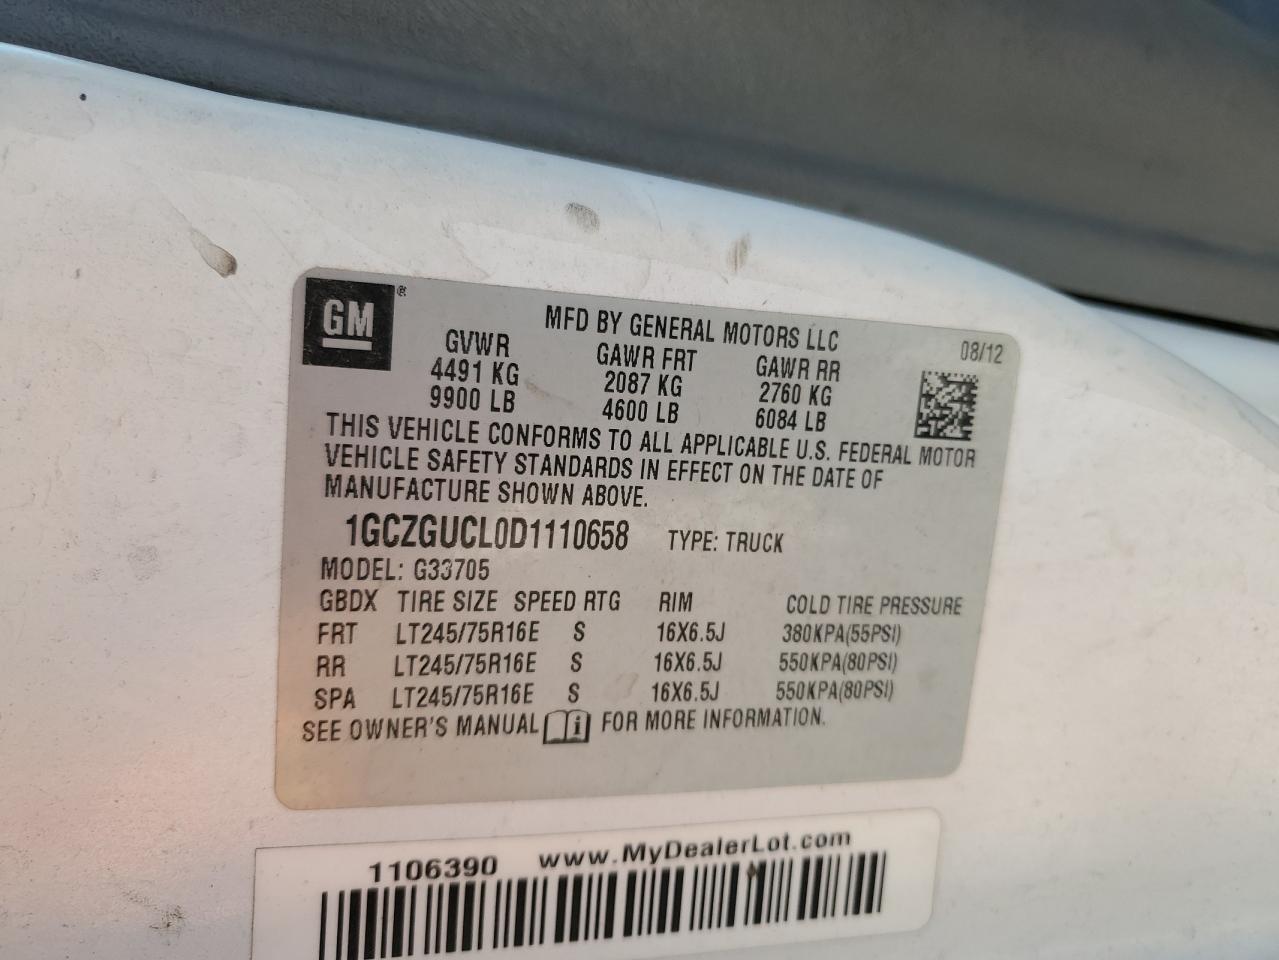 GM®
MFD BY GENERAL MOTORS LLC 08/12
GVWR GAWR FRT GAWR RR
4491 KG 2087 KG 2760 KG
9900 LB 4600 LB 6084 LB
THIS VEHICLE CONFORMS TO ALL APPLICABLE U.S. FEDERAL MOTOR
VEHICLE SAFETY STANDARDS IN EFFECT ON THE DATE OF
MANUFACTURE SHOWN ABOVE.
1GCZGUCL0D1110658 TYPE: TRUCK
MODEL: G33705
GBDX TIRE SIZE SPEED RTG RIM COLD TIRE PRESSURE
FRT LT245/75R16E S 16X6.5J 380KPA(55PSI)
RR LT245/75R16E S 16X6.5J 550KPA(80PSI)
SPA LT245/75R16E S 16X6.5J 550KPA(80PSI)
SEE OWNER'S MANUAL i FOR MORE INFORMATION.
1106390 www.MyDealerLot.com